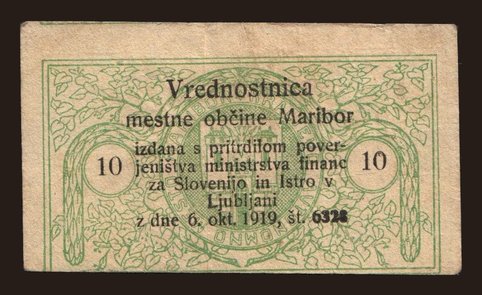 Vrednostnica
mestne občine Maribor
izdana s pritrdilom pover-
jeništva ministrstva financ
10 10
za Slovenijo in Istro v
Ljubljani
z dne 6. okt. 1919, št. 6328